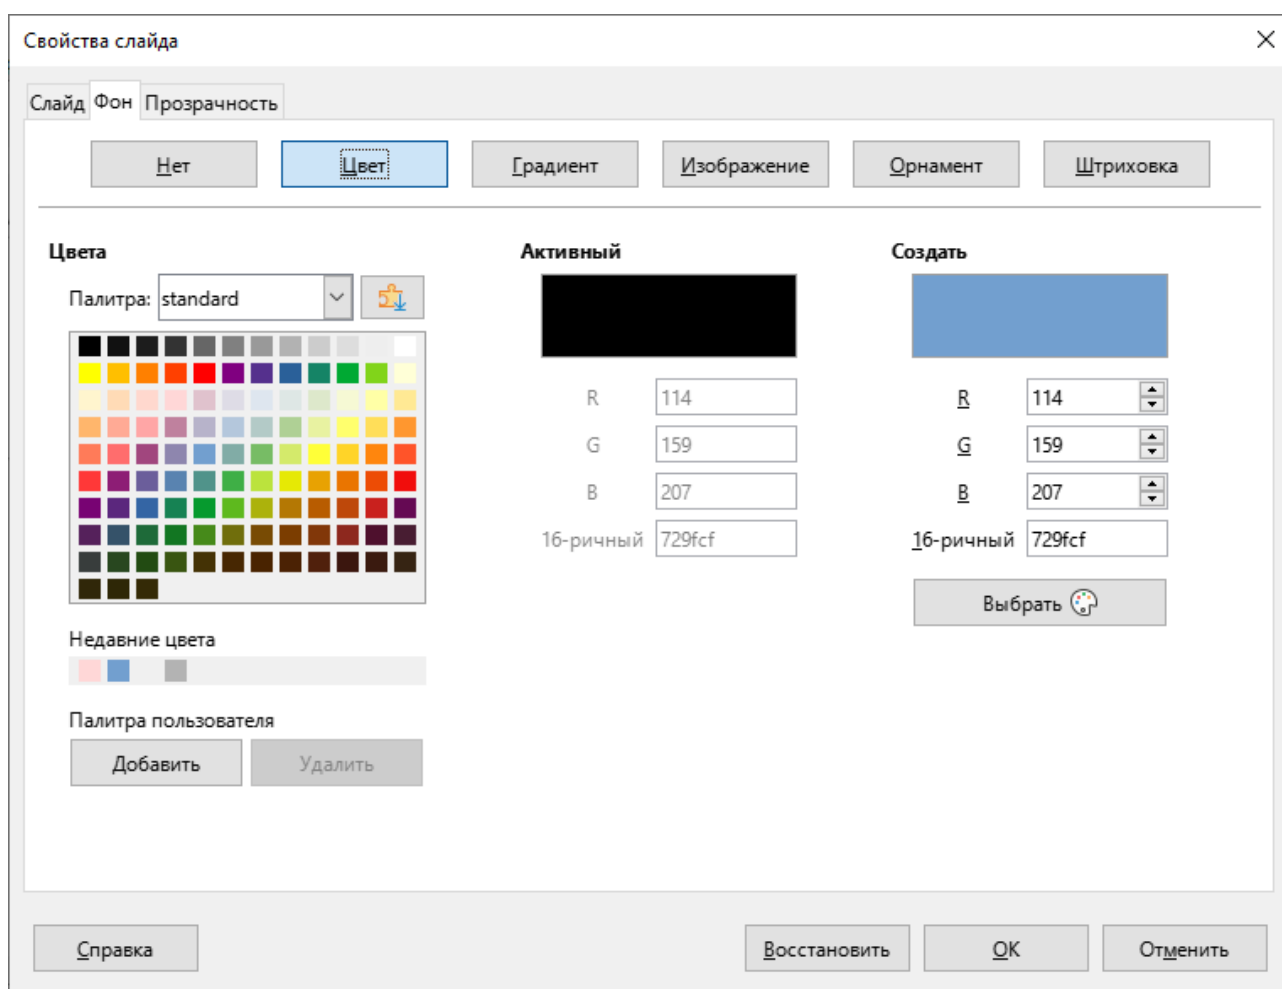 Свойства слайда
Слайд Фон Прозрачность
Нет Цвет Градиент Изображение Орнамент Штриховка
Цвета Активный Создать
Палитра: standard
R 114 R 114
G 159 G 159
B 207 B 207
16-ричный 729fcf 16-ричный 729fcf
Выбрать
Недавние цвета
Палитра пользователя
Добавить Удалить
Справка Восстановить OK Отменить